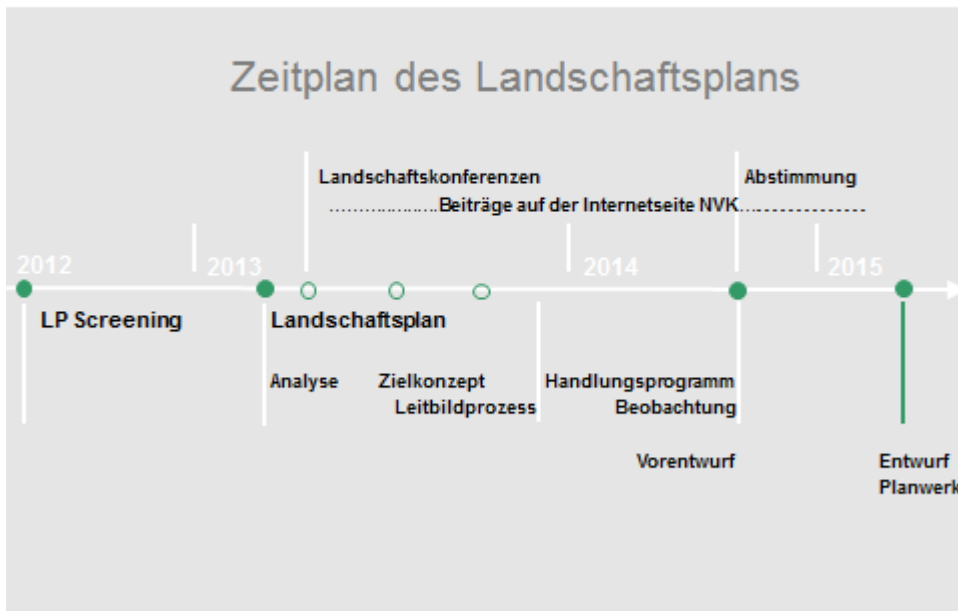 Zeitplan des Landschaftsplans
Landschaftskonferenzen
Abstimmung
Beiträge auf der Internetseite NVK
2012
2013
2014
2015
LP Screening
Landschaftsplan
Analyse
Zielkonzept
Handlungsprogramm
Leitbildprozess
Beobachtung
Vorentwurf
Entwurf
Planwerk